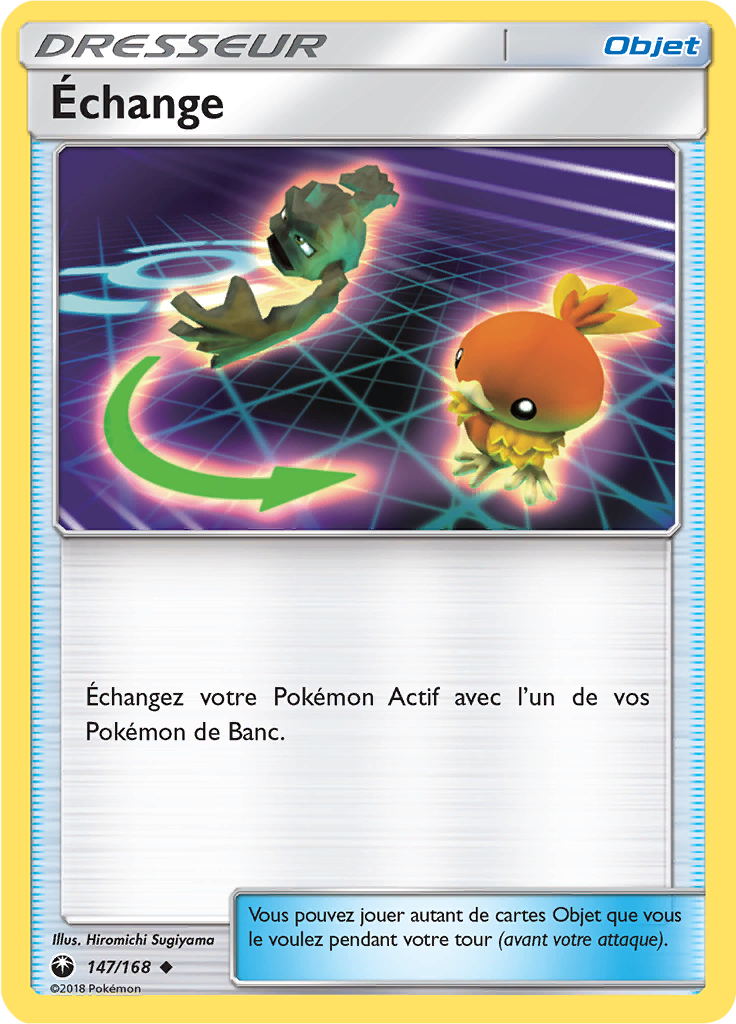 DRESSEUR
Objet
Échange
Échangez votre Pokémon Actif avec l'un de vos
Pokémon de Banc.
Vous pouvez jouer autant de cartes Objet que vous
le voulez pendant votre tour (avant votre attaque).
Illus. Hiromichi Sugiyama
147/168 ◆
©2018 Pokémon